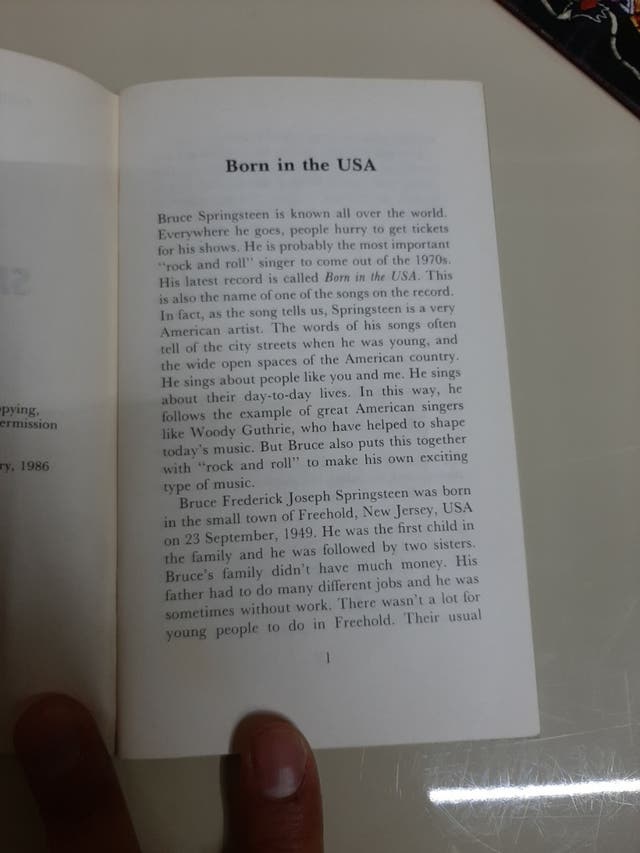 opying,
ermission
ry, 1986
Born in the USA
Bruce Springsteen is known all over the world.
Everywhere he goes, people hurry to get tickets
for his shows. He is probably the most important
“rock and roll” singer to come out of the 1970s.
His latest record is called Born in the USA. This
is also the name of one of the songs on the record.
In fact, as the song tells us, Springsteen is a very
American artist. The words of his songs often
tell of the city streets when he was young, and
the wide open spaces of the American country.
He sings about people like you and me. He sings
about their day-to-day lives. In this way, he
follows the example of great American singers
like Woody Guthrie, who have helped to shape
today’s music. But Bruce also puts this together
with “rock and roll” to make his own exciting
type of music.
Bruce Frederick Joseph Springsteen was born
in the small town of Freehold, New Jersey, USA
on 23 September, 1949. He was the first child in
the family and he was followed by two sisters.
Bruce’s family didn’t have much money. His
father had to do many different jobs and he was
sometimes without work. There wasn’t a lot for
young people to do in Freehold. Their usual
1